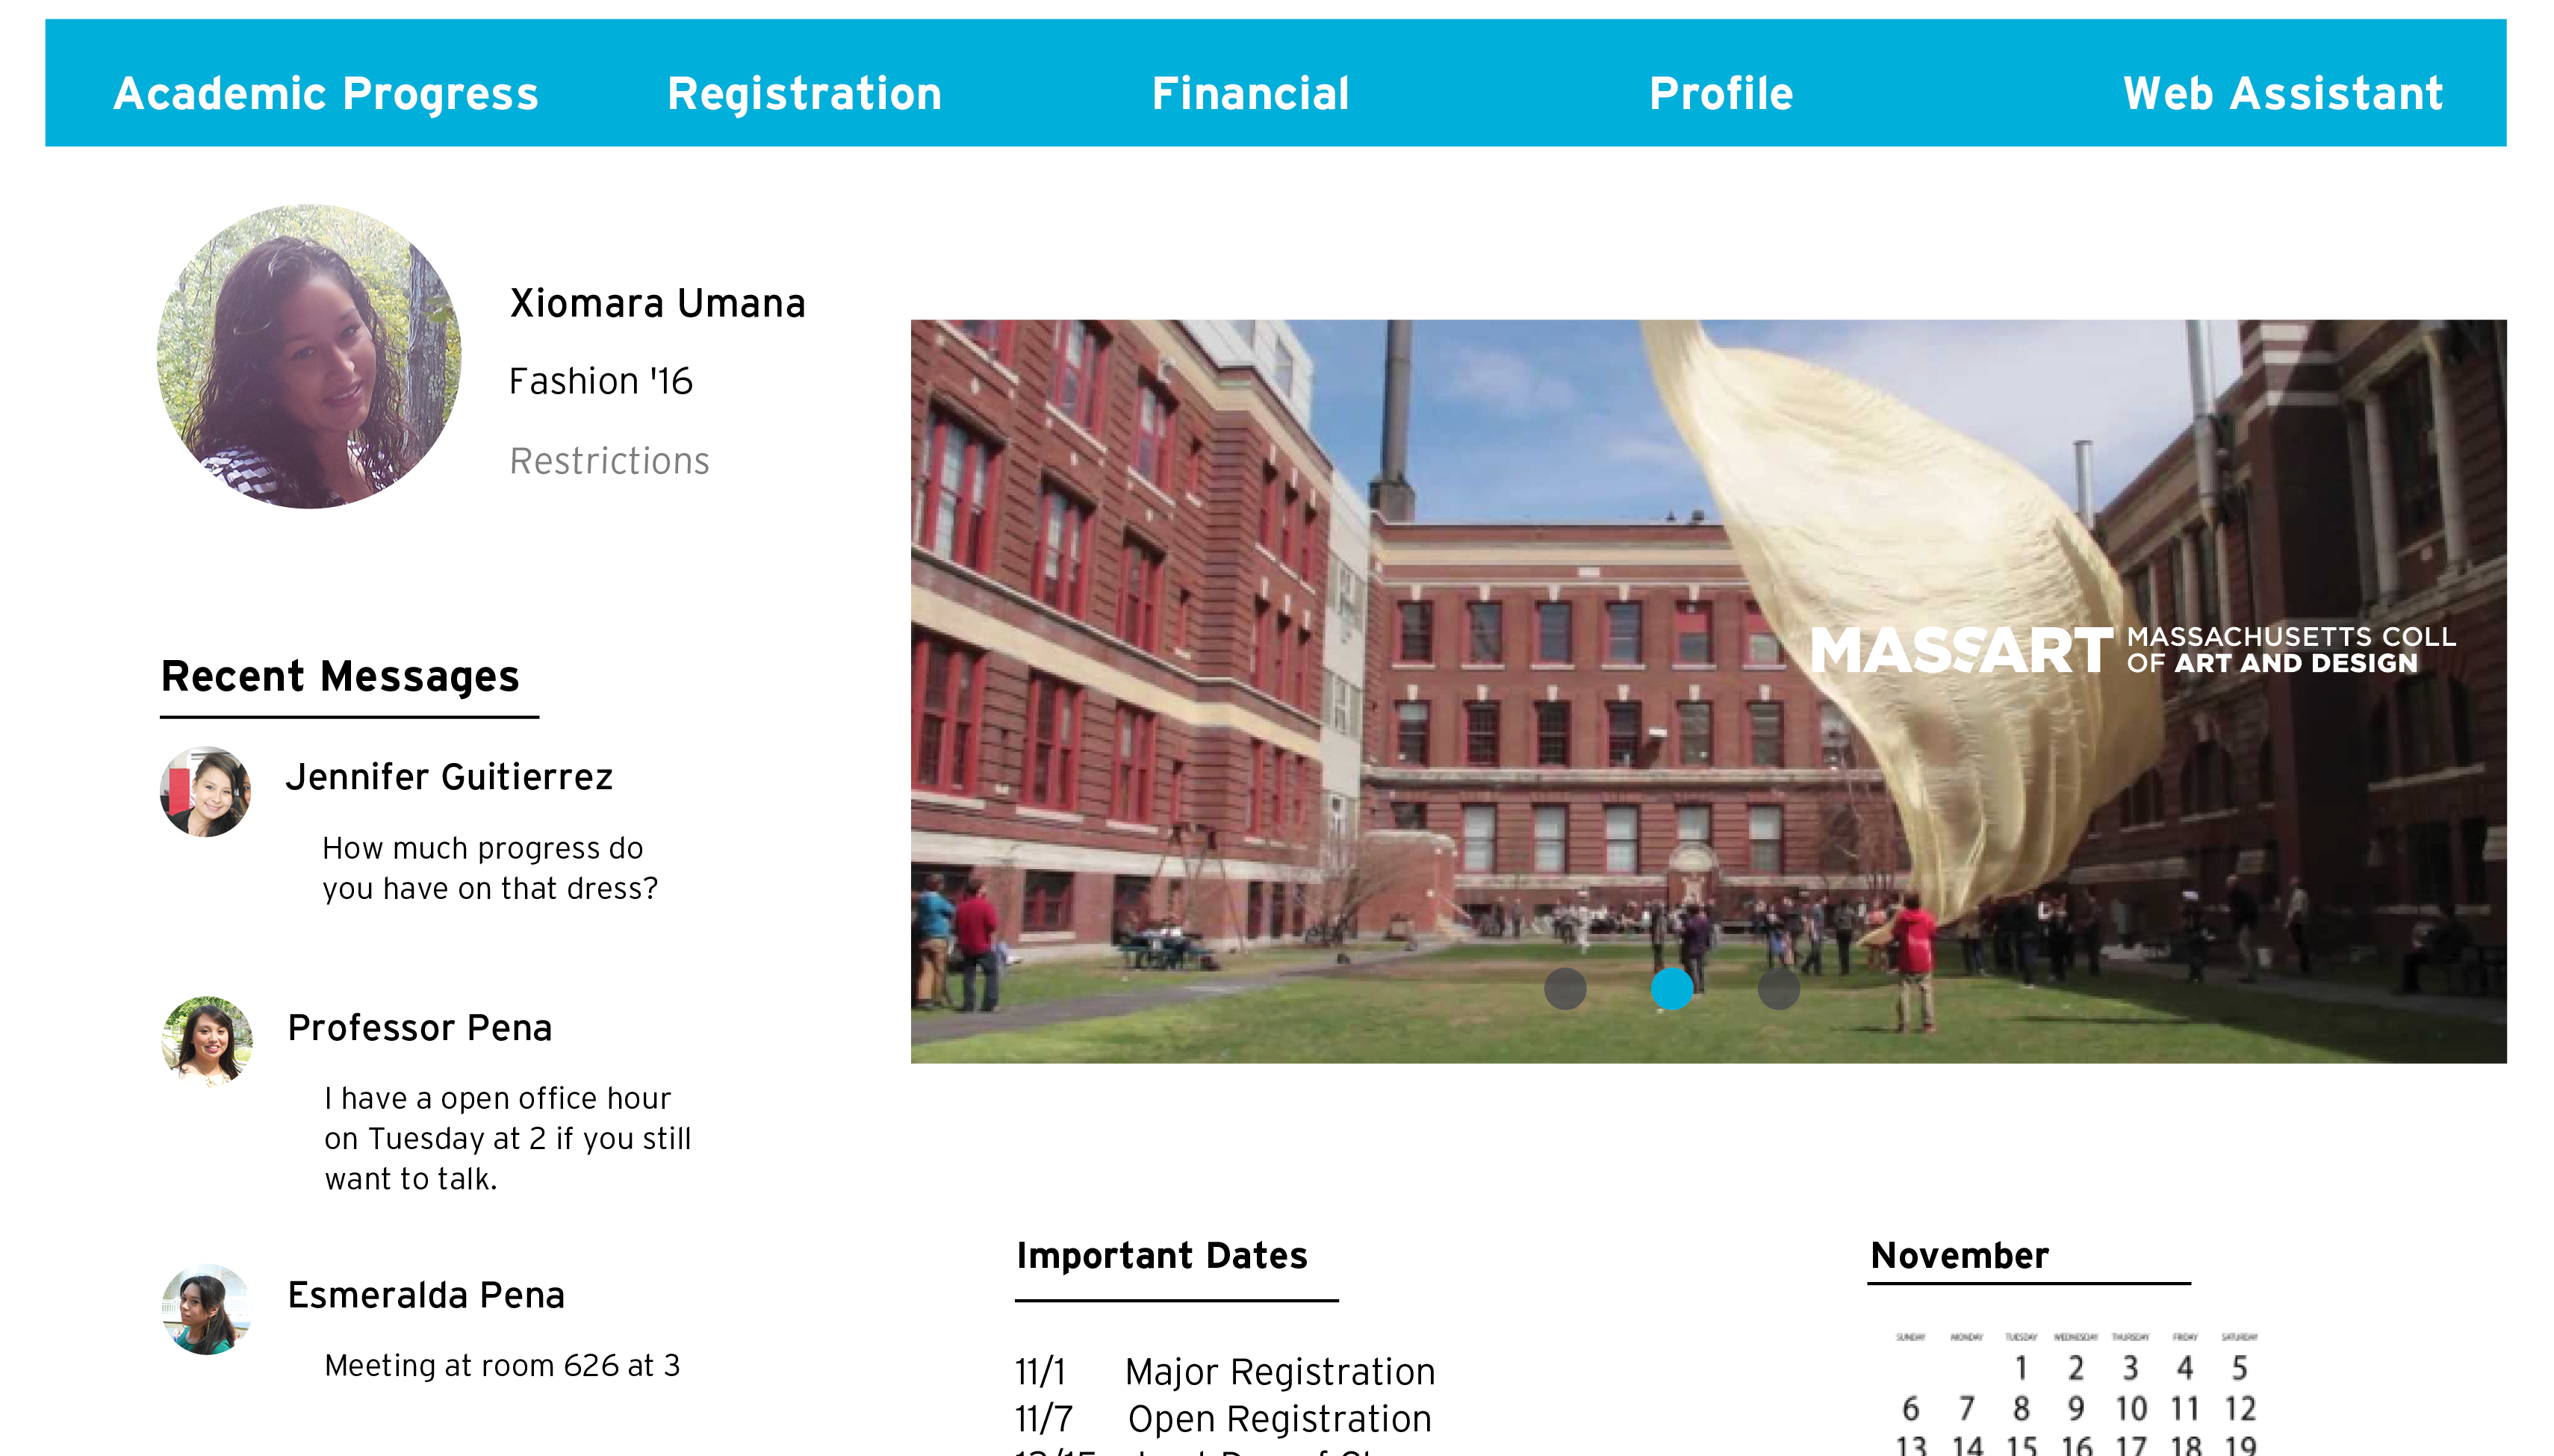 Academic Progress Registration Financial Profile Web Assistant
Xiomara Umana
Fashion '16
Restrictions
MASSART MASSACHUSETTS COLL
OF ART AND DESIGN
Recent Messages
Jennifer Guitierrez
How much progress do
you have on that dress?
Professor Pena
I have a open office hour
on Tuesday at 2 if you still
want to talk.
Esmeralda Pena
Meeting at room 626 at 3
Important Dates
11/1 Major Registration
11/7 Open Registration
November
SUNDAY MONDAY TUESDAY WEDNESDAY THURSDAY FRIDAY SATURDAY
1 2 3 4 5
6 7 8 9 10 11 12
13 14 15 16 17 18 19